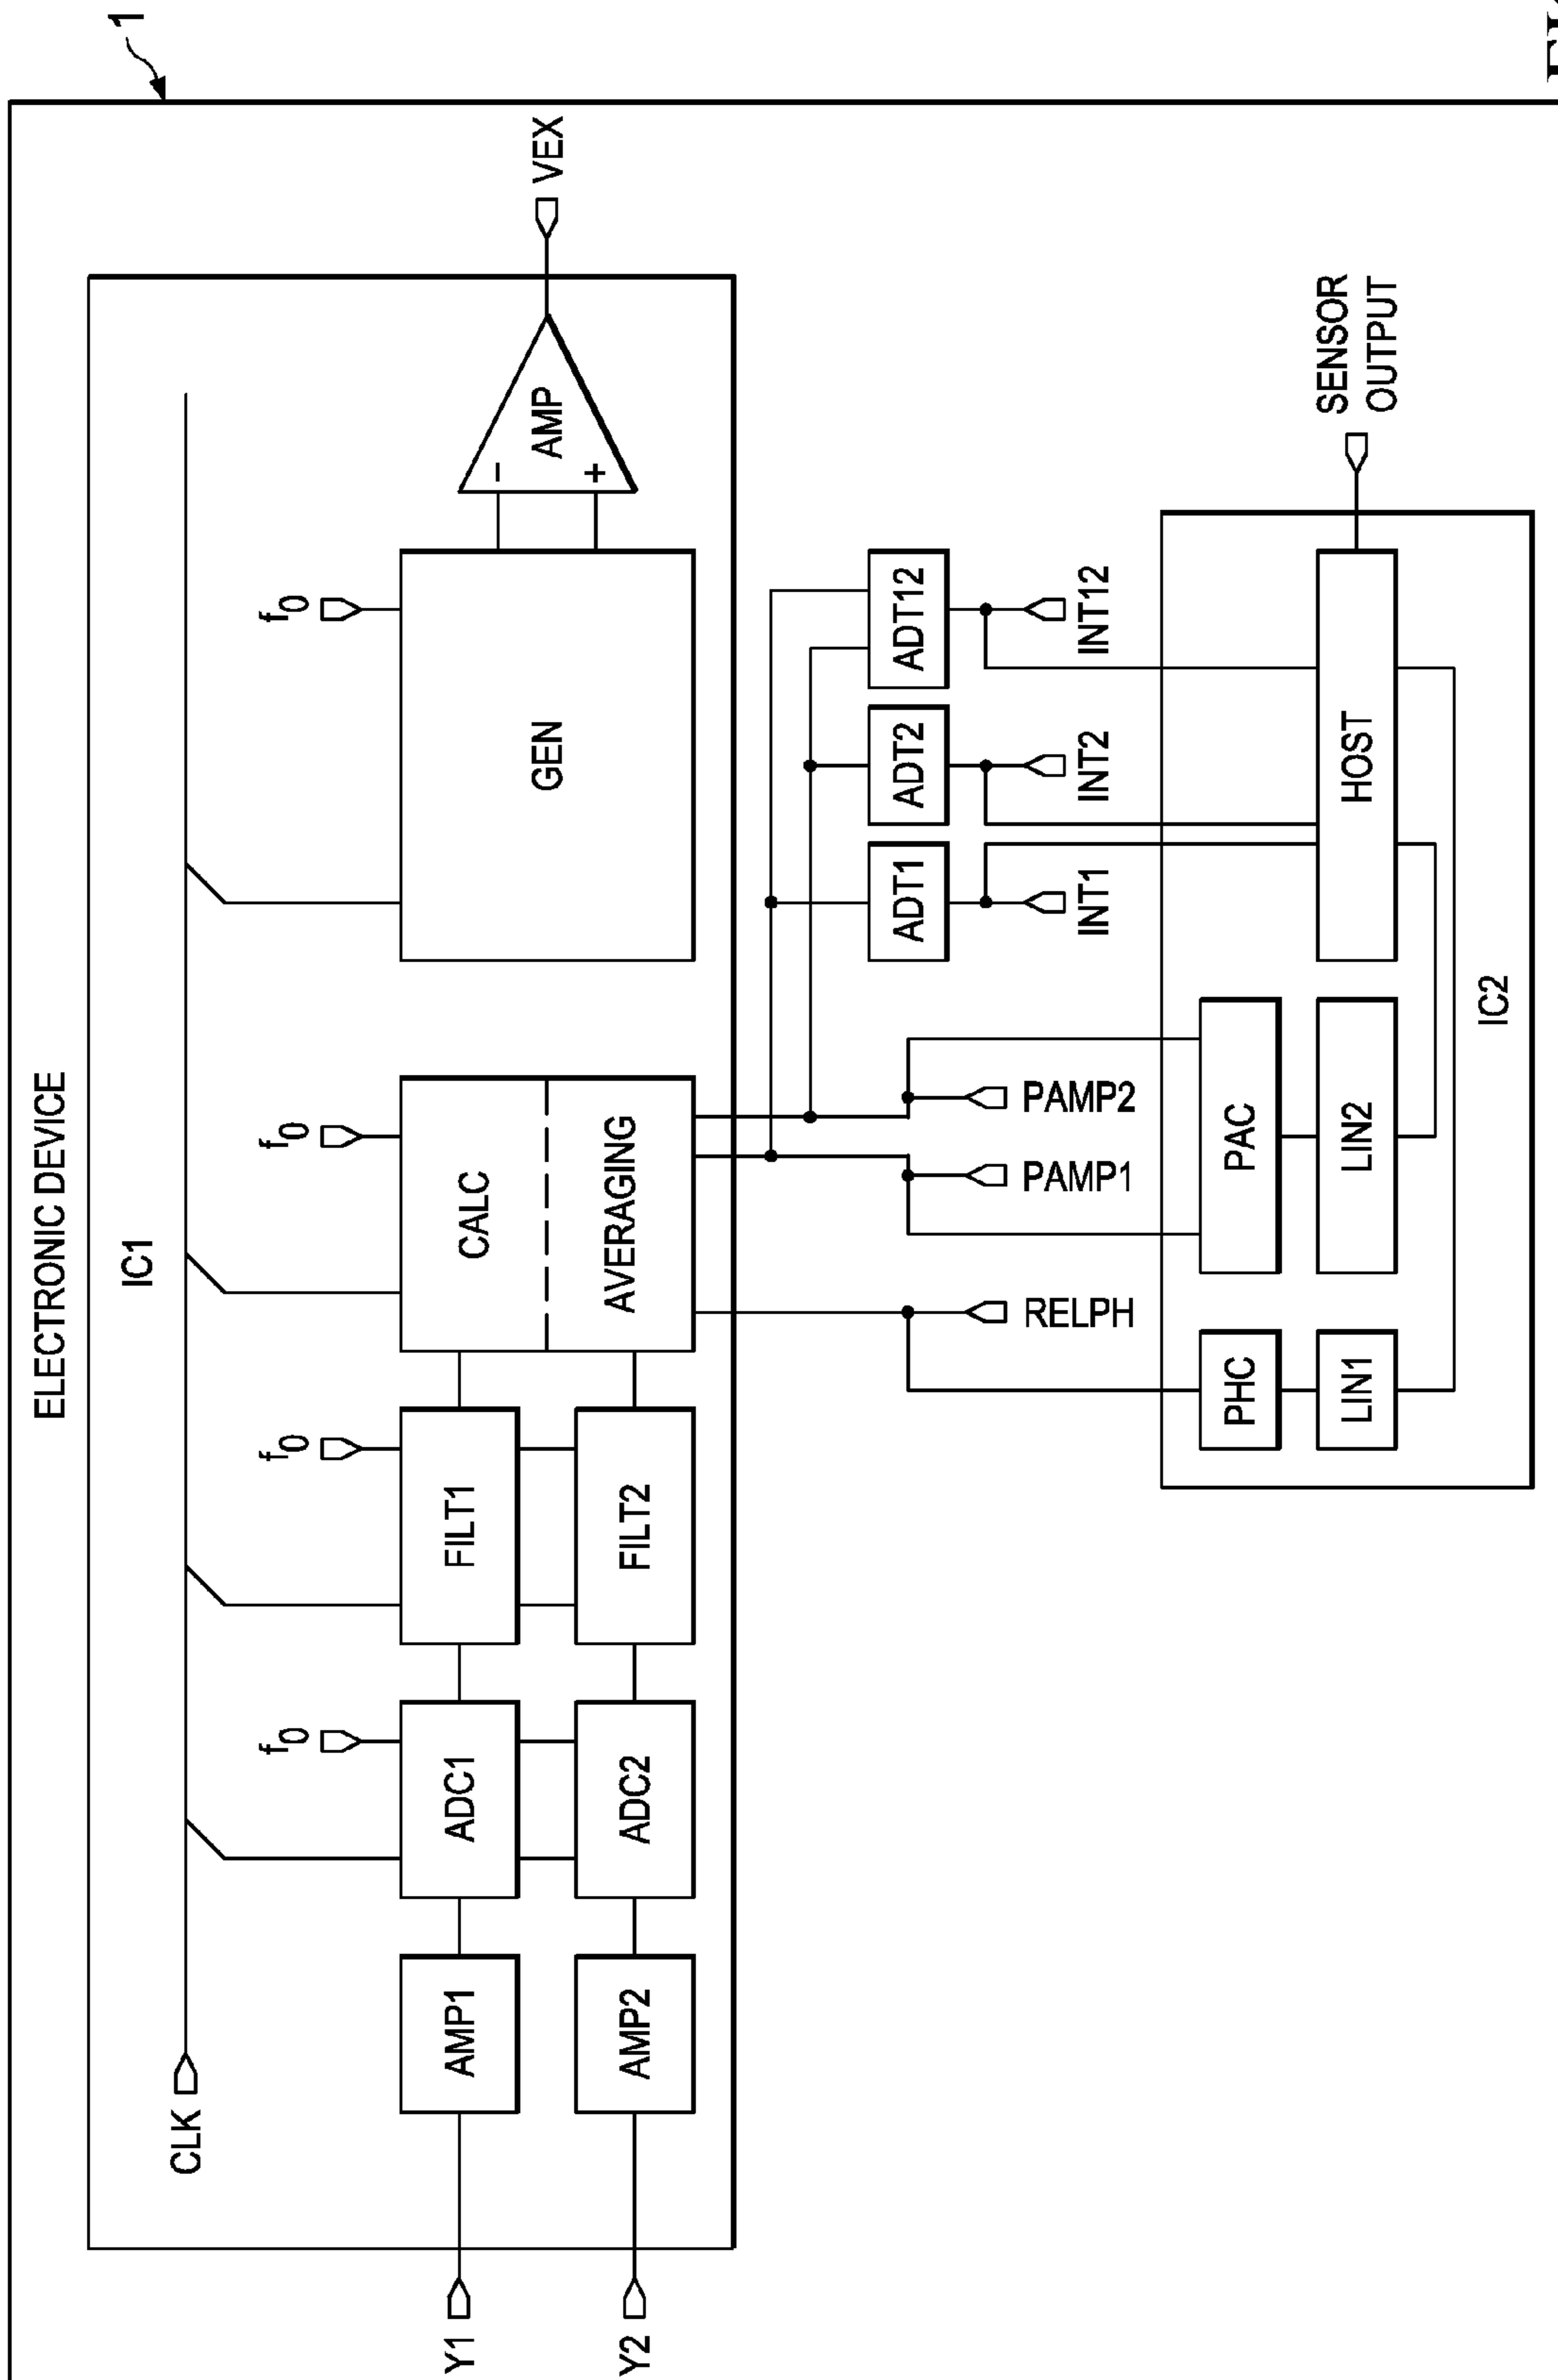 ELECTRONIC DEVICE
1
IC1
CLK
f0
f0
f0
f0
Y1
AMP1
ADC1
FILT1
CALC
AVERAGING
GEN
AMP
-
+
VEX
Y2
AMP2
ADC2
FILT2
ADT1
ADT2
ADT12
RELPH
PAMP1
PAMP2
INT1
INT2
INT12
PHC
PAC
LIN1
LIN2
HOST
SENSOR
OUTPUT
IC2